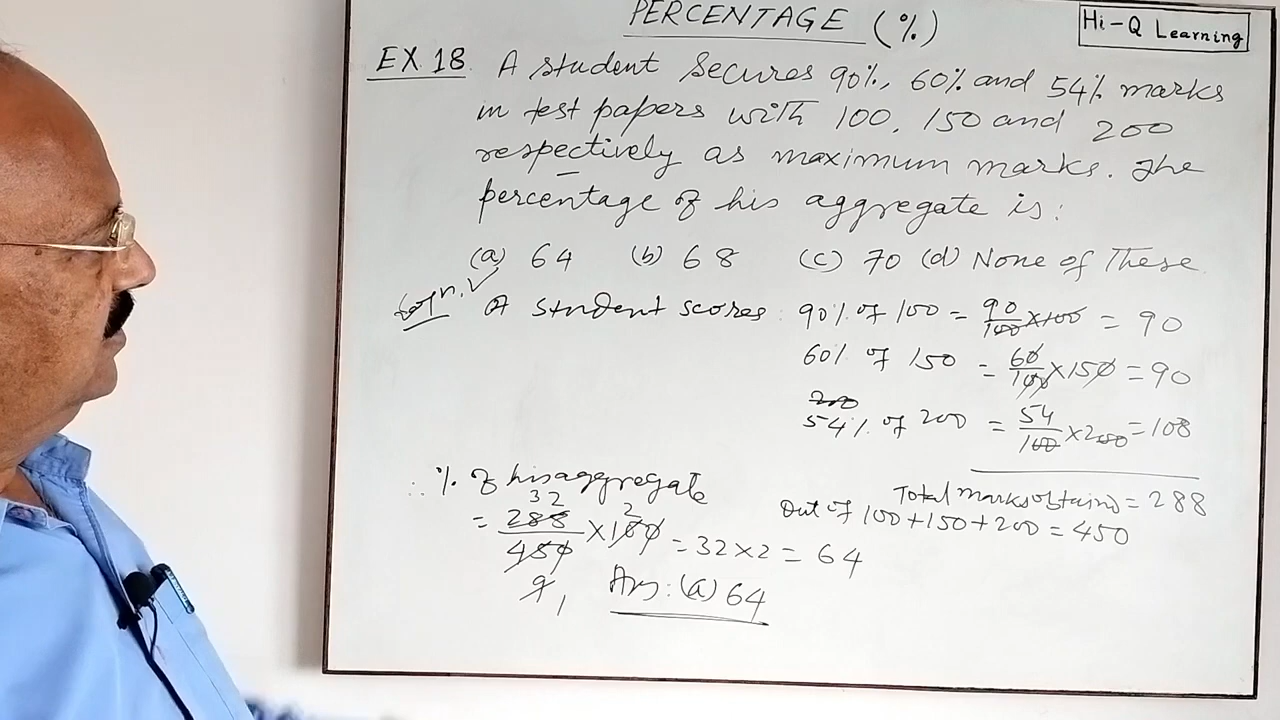 PERCENTAGE (%)
Hi-Q Learning
EX. 18. A student secures 90%, 60% and 54% marks
in test papers with 100, 150 and 200
respectively as maximum marks. The
percentage of his aggregate is:
(a) 64 (b) 68 (c) 70 (d) None of These
Soln. A student scores: 90% of 100 = 90/100 × 100 = 90
60% of 150 = 60/100 × 150 = 90
54% of 200 = 54/100 × 200 = 108
Total marks obtained = 288
Out of 100 + 150 + 200 = 450
∴ % of his aggregate
= 288/450 × 100 = 32 × 2 = 64
Ans: (a) 64